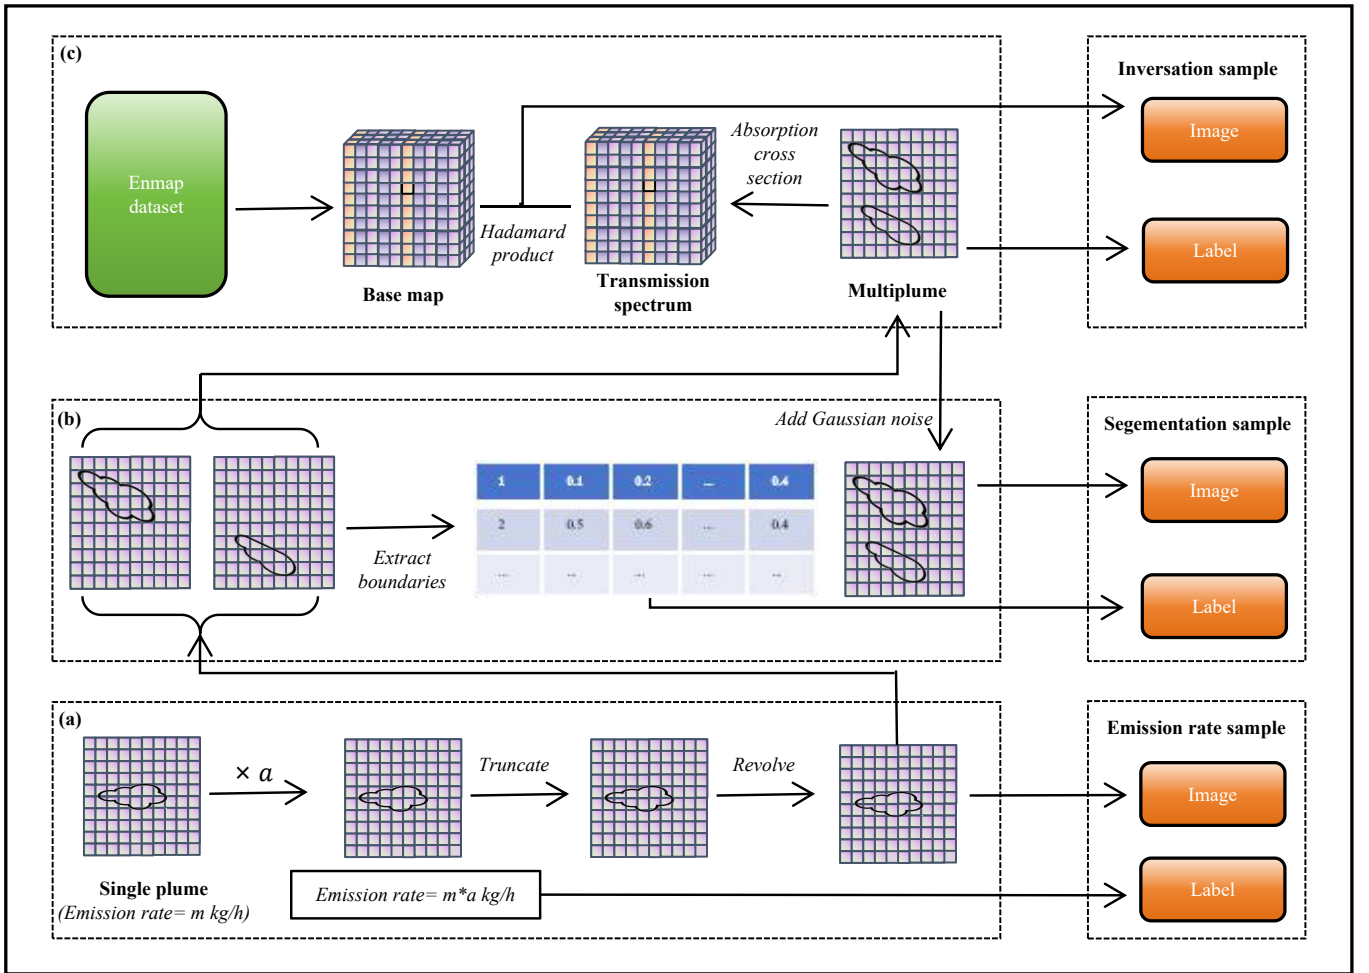 (c)
Inversation sample
Image
Label
Enmap
dataset
Base map
Hadamard
product
Transmission
spectrum
Absorption
cross
section
Multiplume
(b)
Add Gaussian noise
Segementation sample
Image
Label
Extract
boundaries
1 0.1 0.2 ... 0.4
2 0.5 0.6 ... 0.4
... ... ... ... ...
(a)
Emission rate sample
Image
Label
× a
Truncate
Revolve
Single plume
(Emission rate= m kg/h)
Emission rate= m*a kg/h